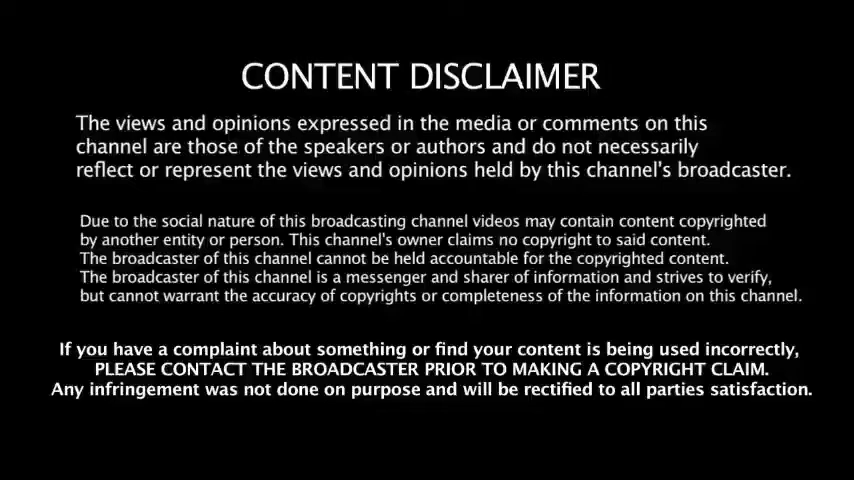 CONTENT DISCLAIMER
The views and opinions expressed in the media or comments on this
channel are those of the speakers or authors and do not necessarily
reflect or represent the views and opinions held by this channel's broadcaster.
Due to the social nature of this broadcasting channel videos may contain content copyrighted
by another entity or person. This channel's owner claims no copyright to said content.
The broadcaster of this channel cannot be held accountable for the copyrighted content.
The broadcaster of this channel is a messenger and sharer of information and strives to verify,
but cannot warrant the accuracy of copyrights or completeness of the information on this channel.
If you have a complaint about something or find your content is being used incorrectly,
PLEASE CONTACT THE BROADCASTER PRIOR TO MAKING A COPYRIGHT CLAIM.
Any infringement was not done on purpose and will be rectified to all parties satisfaction.